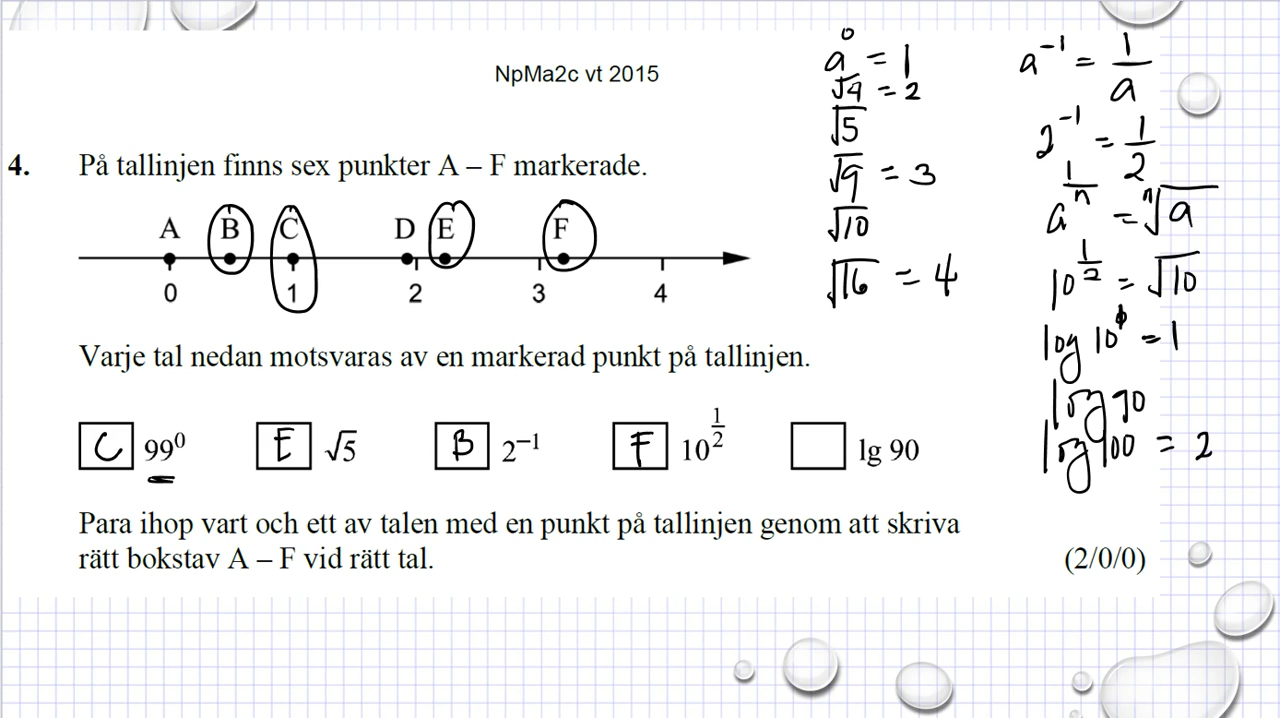 NpMa2c vt 2015
4. På tallinjen finns sex punkter A – F markerade.
A B C D E F
0 1 2 3 4
Varje tal nedan motsvaras av en markerad punkt på tallinjen.
C 99⁰ E √5 B 2⁻¹ F 10^(1/2) lg 90
Para ihop vart och ett av talen med en punkt på tallinjen genom att skriva
rätt bokstav A – F vid rätt tal. (2/0/0)
a⁰ = 1
√4 = 2
√5
√9 = 3
√10
√16 = 4
a⁻¹ = 1/a
2⁻¹ = 1/2
a^(1/n) = ⁿ√a
10^(1/2) = √10
log 10 = 1
log 90
log 100 = 2